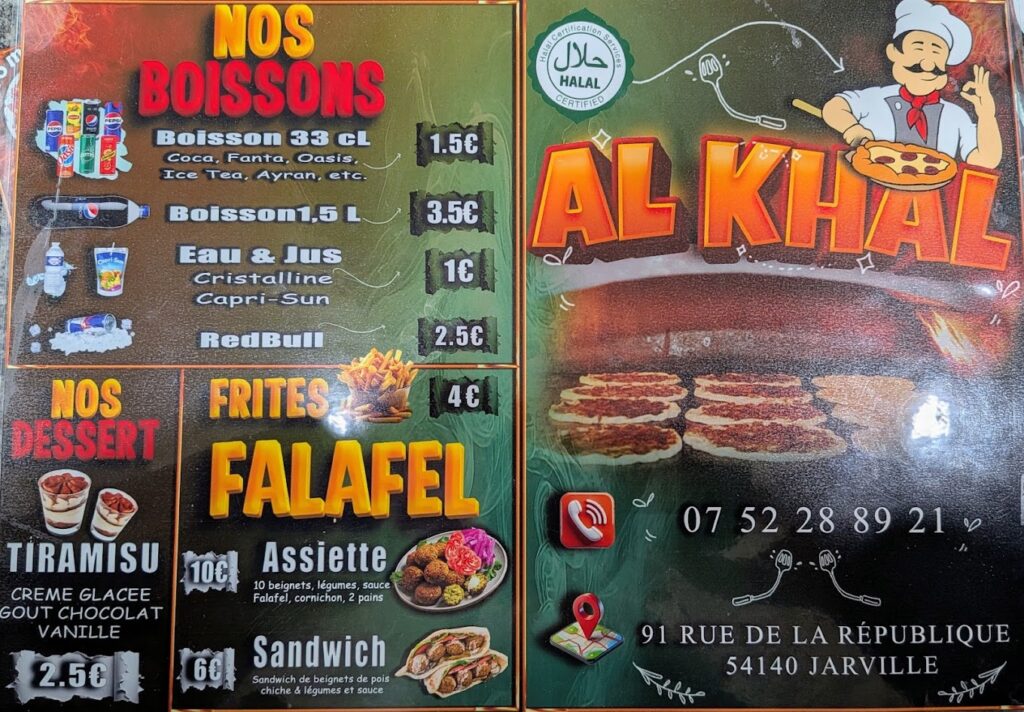 NOS
BOISSONS
Boisson 33 cL
1.5€
Coca, Fanta, Oasis,
Ice Tea, Ayran, etc.
Boisson1,5 L
3.5€
Eau & Jus
1€
Cristalline
Capri-Sun
RedBull
2.5€
NOS
DESSERT
TIRAMISU
CREME GLACEE
GOUT CHOCOLAT
VANILLE
2.5€
FRITES
4€
FALAFEL
10€
Assiette
10 beignets, légumes, sauce
Falafel, cornichon, 2 pains
6€
Sandwich
Sandwich de beignets de pois
chiche & légumes et sauce
Halal Certification Services
حلال
HALAL
CERTIFIED
AL KHAL
07 52 28 89 21
91 RUE DE LA RÉPUBLIQUE
54140 JARVILLE